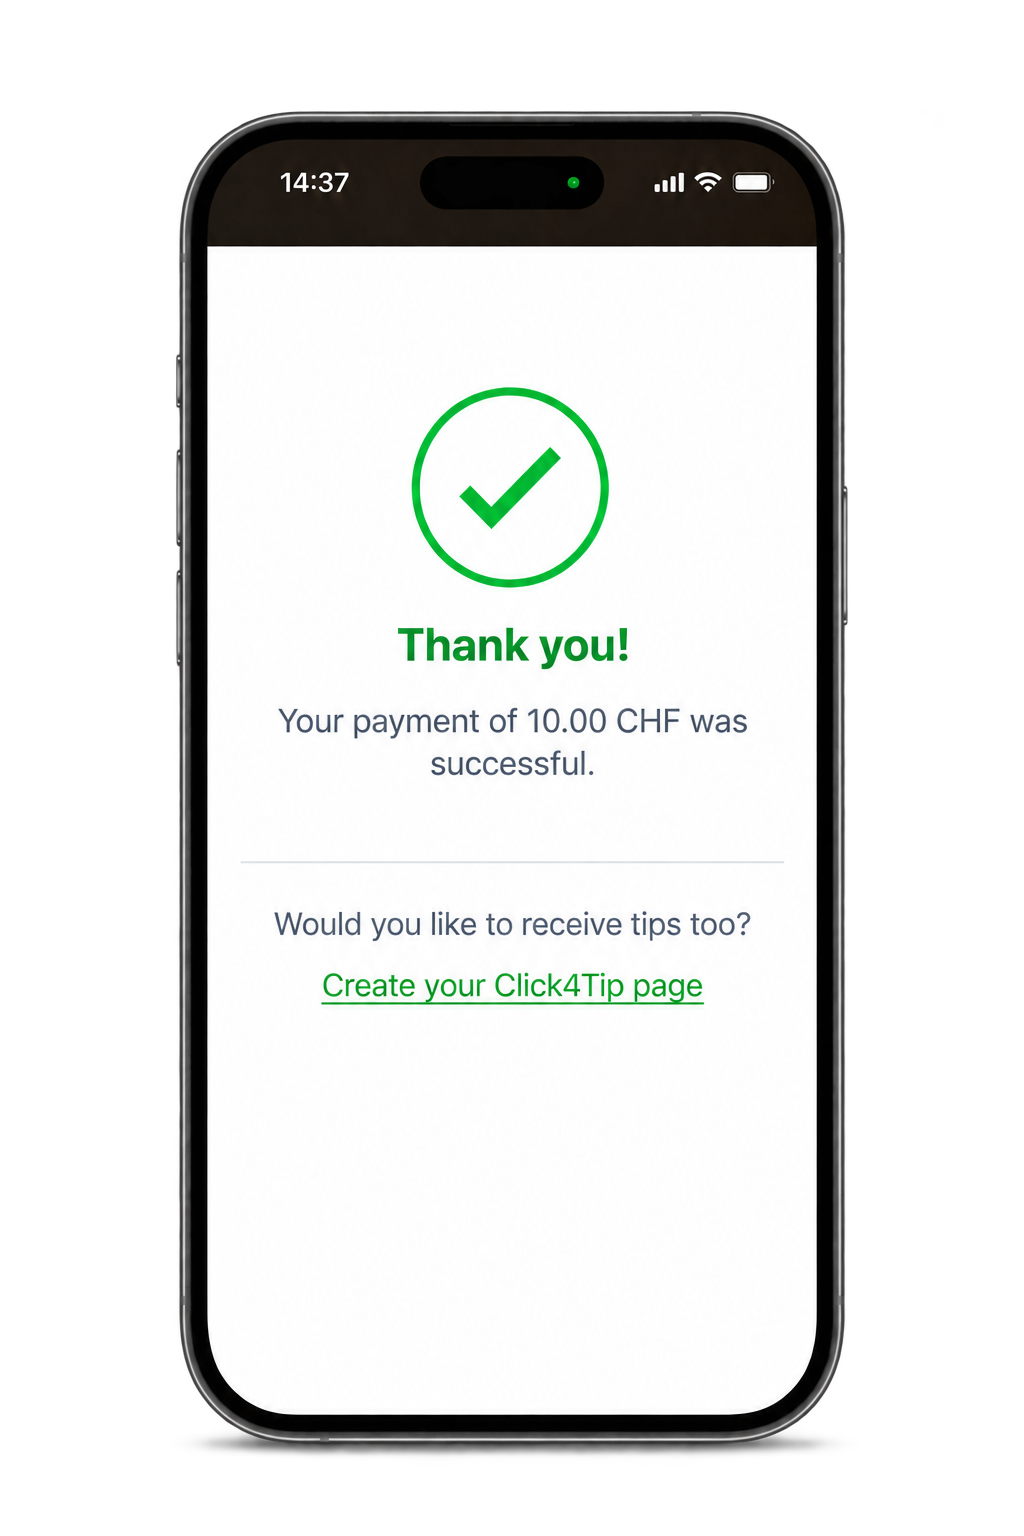 14:37
Thank you!
Your payment of 10.00 CHF was
successful.
Would you like to receive tips too?
Create your Click4Tip page